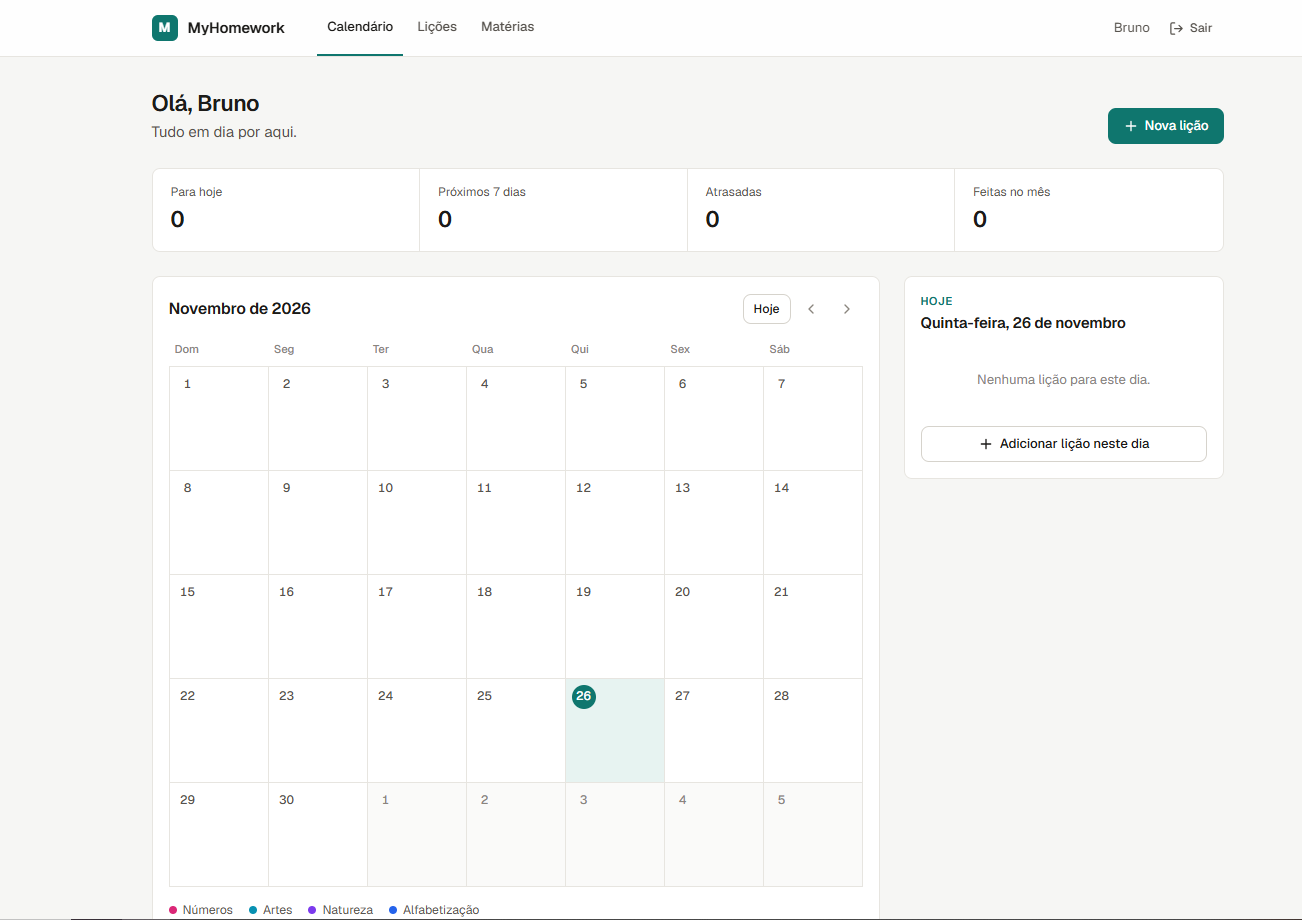 M MyHomework Calendário Lições Matérias Bruno Sair
Olá, Bruno
Tudo em dia por aqui.
+ Nova lição
Para hoje Próximos 7 dias Atrasadas Feitas no mês
0 0 0 0
Novembro de 2026 Hoje
Dom Seg Ter Qua Qui Sex Sáb
1 2 3 4 5 6 7
8 9 10 11 12 13 14
15 16 17 18 19 20 21
22 23 24 25 26 27 28
29 30 1 2 3 4 5
Números Artes Natureza Alfabetização
HOJE
Quinta-feira, 26 de novembro
Nenhuma lição para este dia.
+ Adicionar lição neste dia